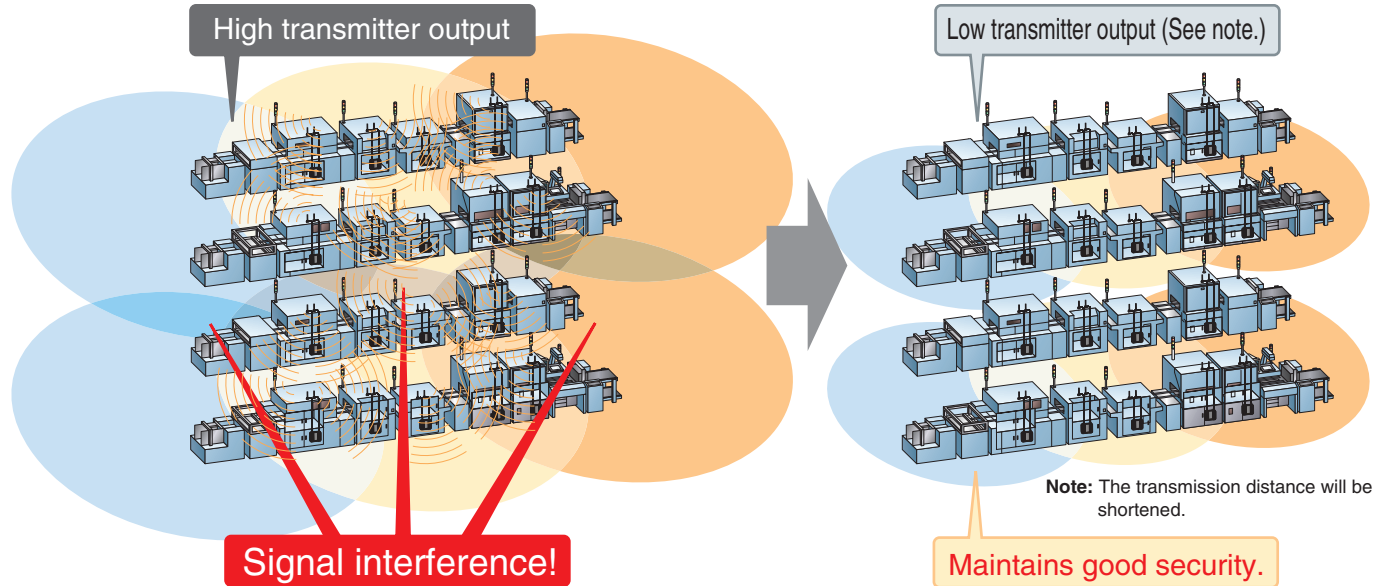 High transmitter output
Low transmitter output (See note.)
Signal interference!
Note: The transmission distance will be
shortened.
Maintains good security.